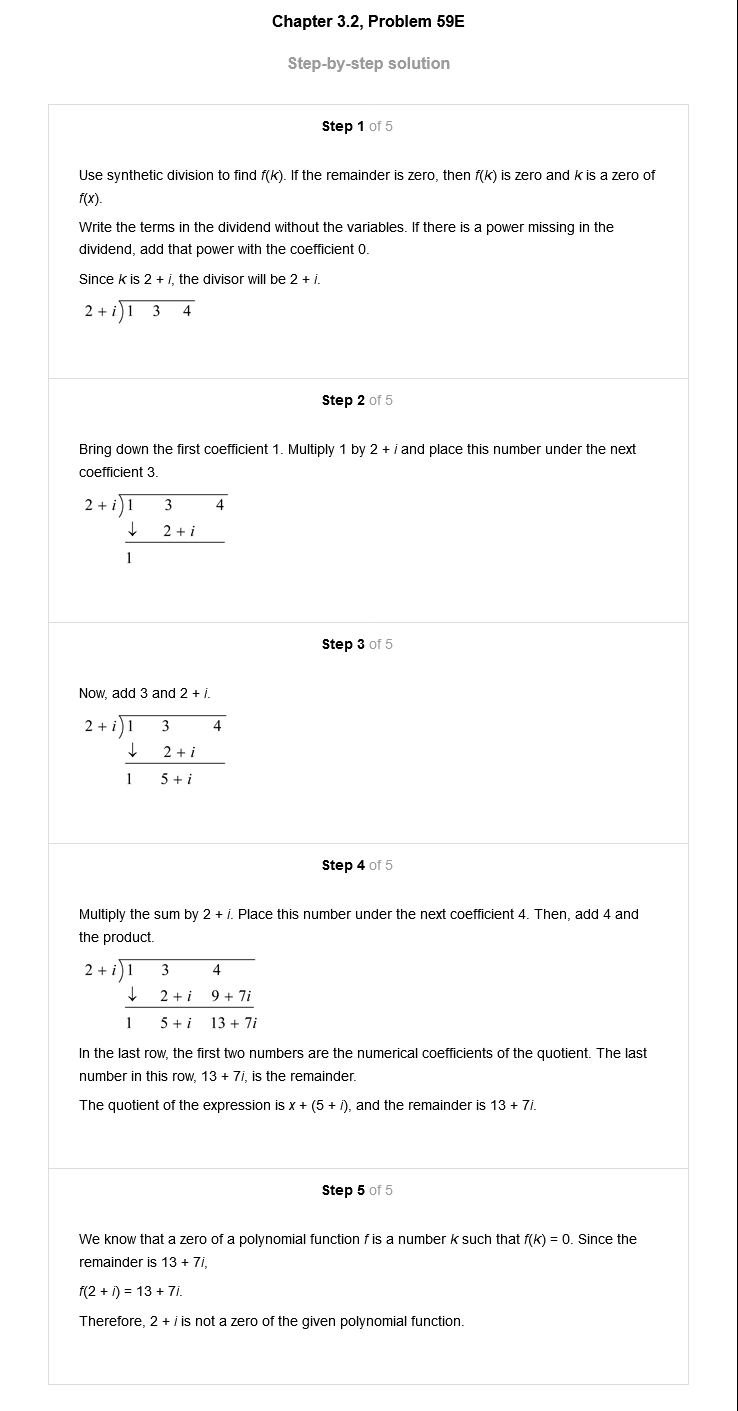 Chapter 3.2, Problem 59E
Step-by-step solution
Step 1 of 5
Use synthetic division to find f(k). If the remainder is zero, then f(k) is zero and k is a zero of
f(x).
Write the terms in the dividend without the variables. If there is a power missing in the
dividend, add that power with the coefficient 0.
Since k is 2 + i, the divisor will be 2 + i.
2 + i)1 3 4
Step 2 of 5
Bring down the first coefficient 1. Multiply 1 by 2 + i and place this number under the next
coefficient 3.
2 + i)1 3 4
↓ 2 + i
1
Step 3 of 5
Now, add 3 and 2 + i.
2 + i)1 3 4
↓ 2 + i
1 5 + i
Step 4 of 5
Multiply the sum by 2 + i. Place this number under the next coefficient 4. Then, add 4 and
the product.
2 + i)1 3 4
↓ 2 + i 9 + 7i
1 5 + i 13 + 7i
In the last row, the first two numbers are the numerical coefficients of the quotient. The last
number in this row, 13 + 7i, is the remainder.
The quotient of the expression is x + (5 + i), and the remainder is 13 + 7i.
Step 5 of 5
We know that a zero of a polynomial function f is a number k such that f(k) = 0. Since the
remainder is 13 + 7i,
f(2 + i) = 13 + 7i.
Therefore, 2 + i is not a zero of the given polynomial function.